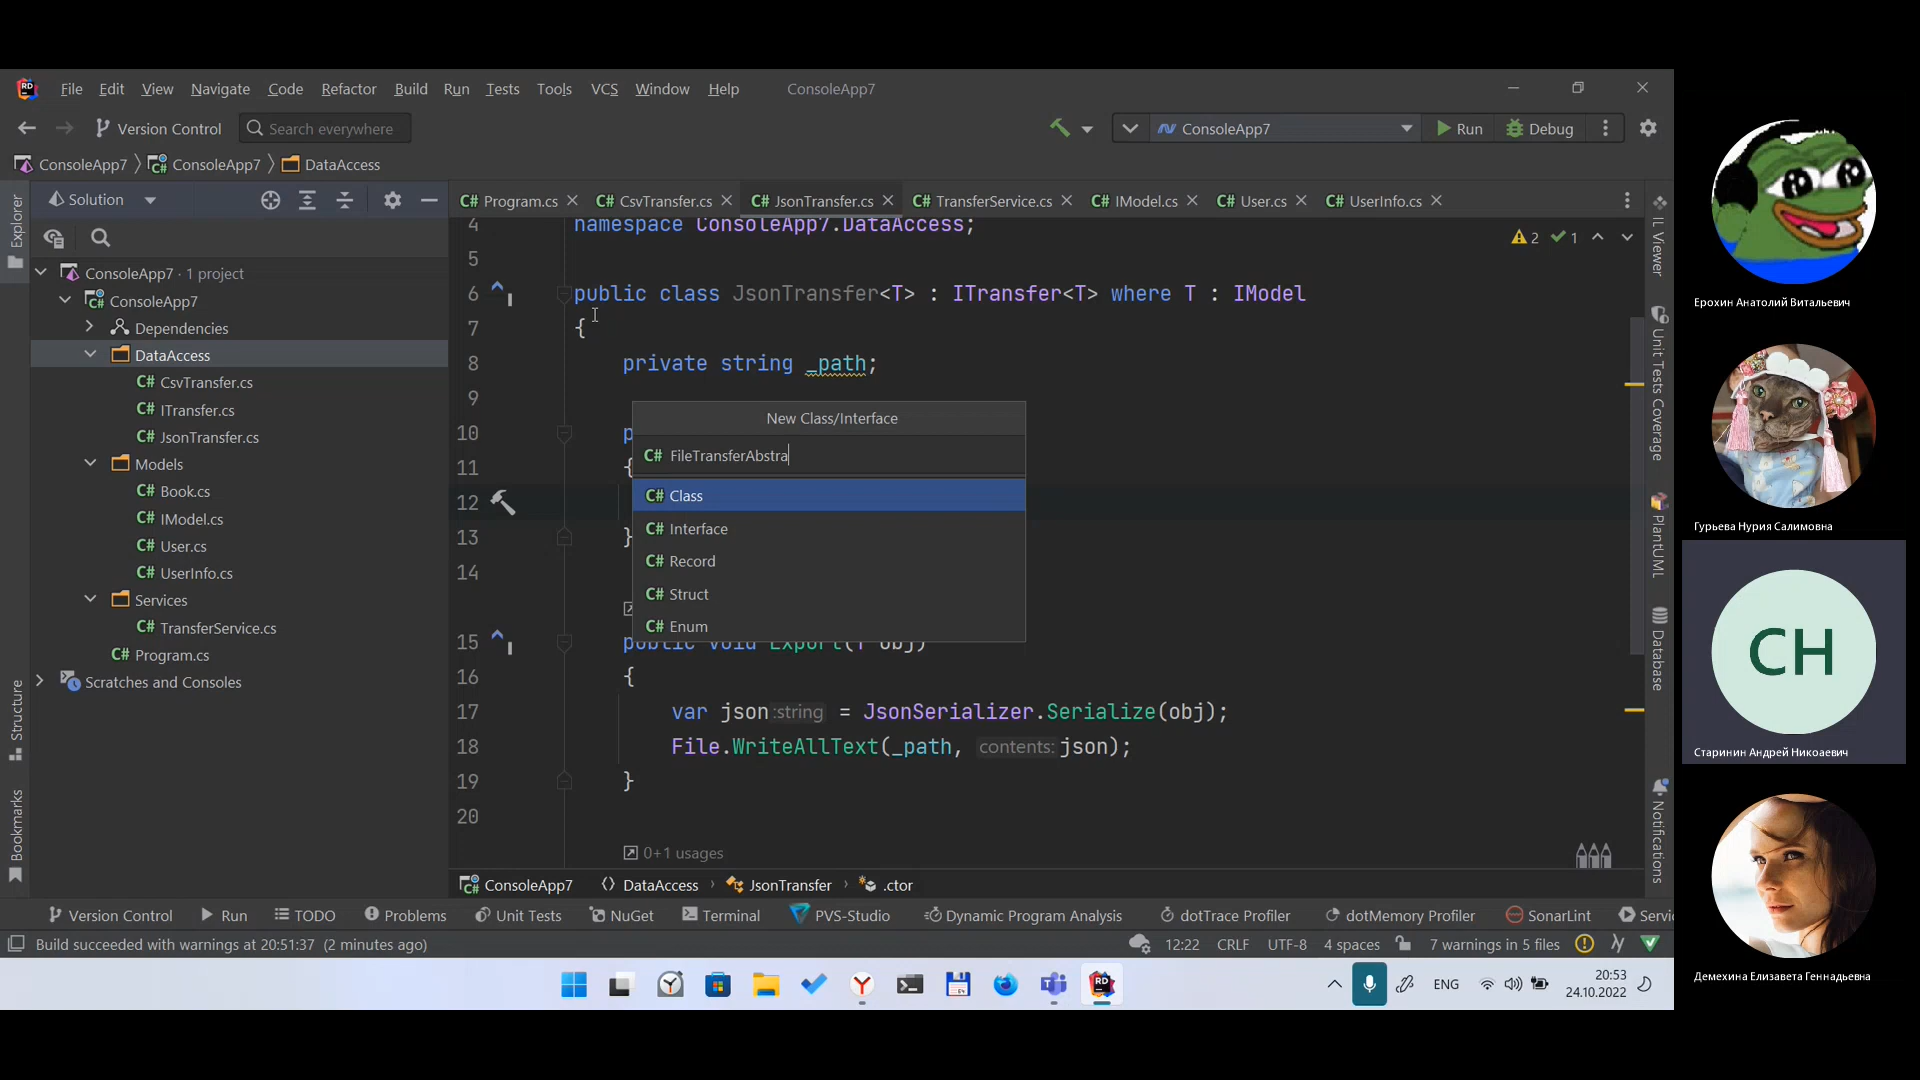 File Edit View Navigate Code Refactor Build Run Tests Tools VCS Window Help ConsoleApp7
Version Control Search everywhere ConsoleApp7 Run Debug
ConsoleApp7 ConsoleApp7 DataAccess
Explorer
Solution
C# Program.cs C# CsvTransfer.cs C# JsonTransfer.cs C# TransferService.cs C# IModel.cs C# User.cs C# UserInfo.cs
ConsoleApp7 · 1 project
ConsoleApp7
Dependencies
DataAccess
C# CsvTransfer.cs
C# ITransfer.cs
C# JsonTransfer.cs
Models
C# Book.cs
C# IModel.cs
C# User.cs
C# UserInfo.cs
Services
C# TransferService.cs
C# Program.cs
Scratches and Consoles
Structure
Bookmarks
4 namespace ConsoleApp7.DataAccess;
2 1
5
6 public class JsonTransfer<T> : ITransfer<T> where T : IModel
7 {
8 private string _path;
9
10 p
11 {
12
13 }
14
New Class/Interface
C# FileTransferAbstra
C# Class
C# Interface
C# Record
C# Struct
C# Enum
15 public void Export(T obj)
16 {
17 var json :string = JsonSerializer.Serialize(obj);
18 File.WriteAllText(_path, contents: json);
19 }
20
0+1 usages
IL Viewer
Unit Tests Coverage
PlantUML
Database
Notifications
ConsoleApp7 DataAccess JsonTransfer .ctor
Version Control Run TODO Problems Unit Tests NuGet Terminal PVS-Studio Dynamic Program Analysis dotTrace Profiler dotMemory Profiler SonarLint Servi
Build succeeded with warnings at 20:51:37 (2 minutes ago) 12:22 CRLF UTF-8 4 spaces 7 warnings in 5 files
ENG 20:53
24.10.2022
Ерохин Анатолий Витальевич
Гурьева Нурия Салимовна
СН
Старинин Андрей Никоаевич
Демехина Елизавета Геннадьевна